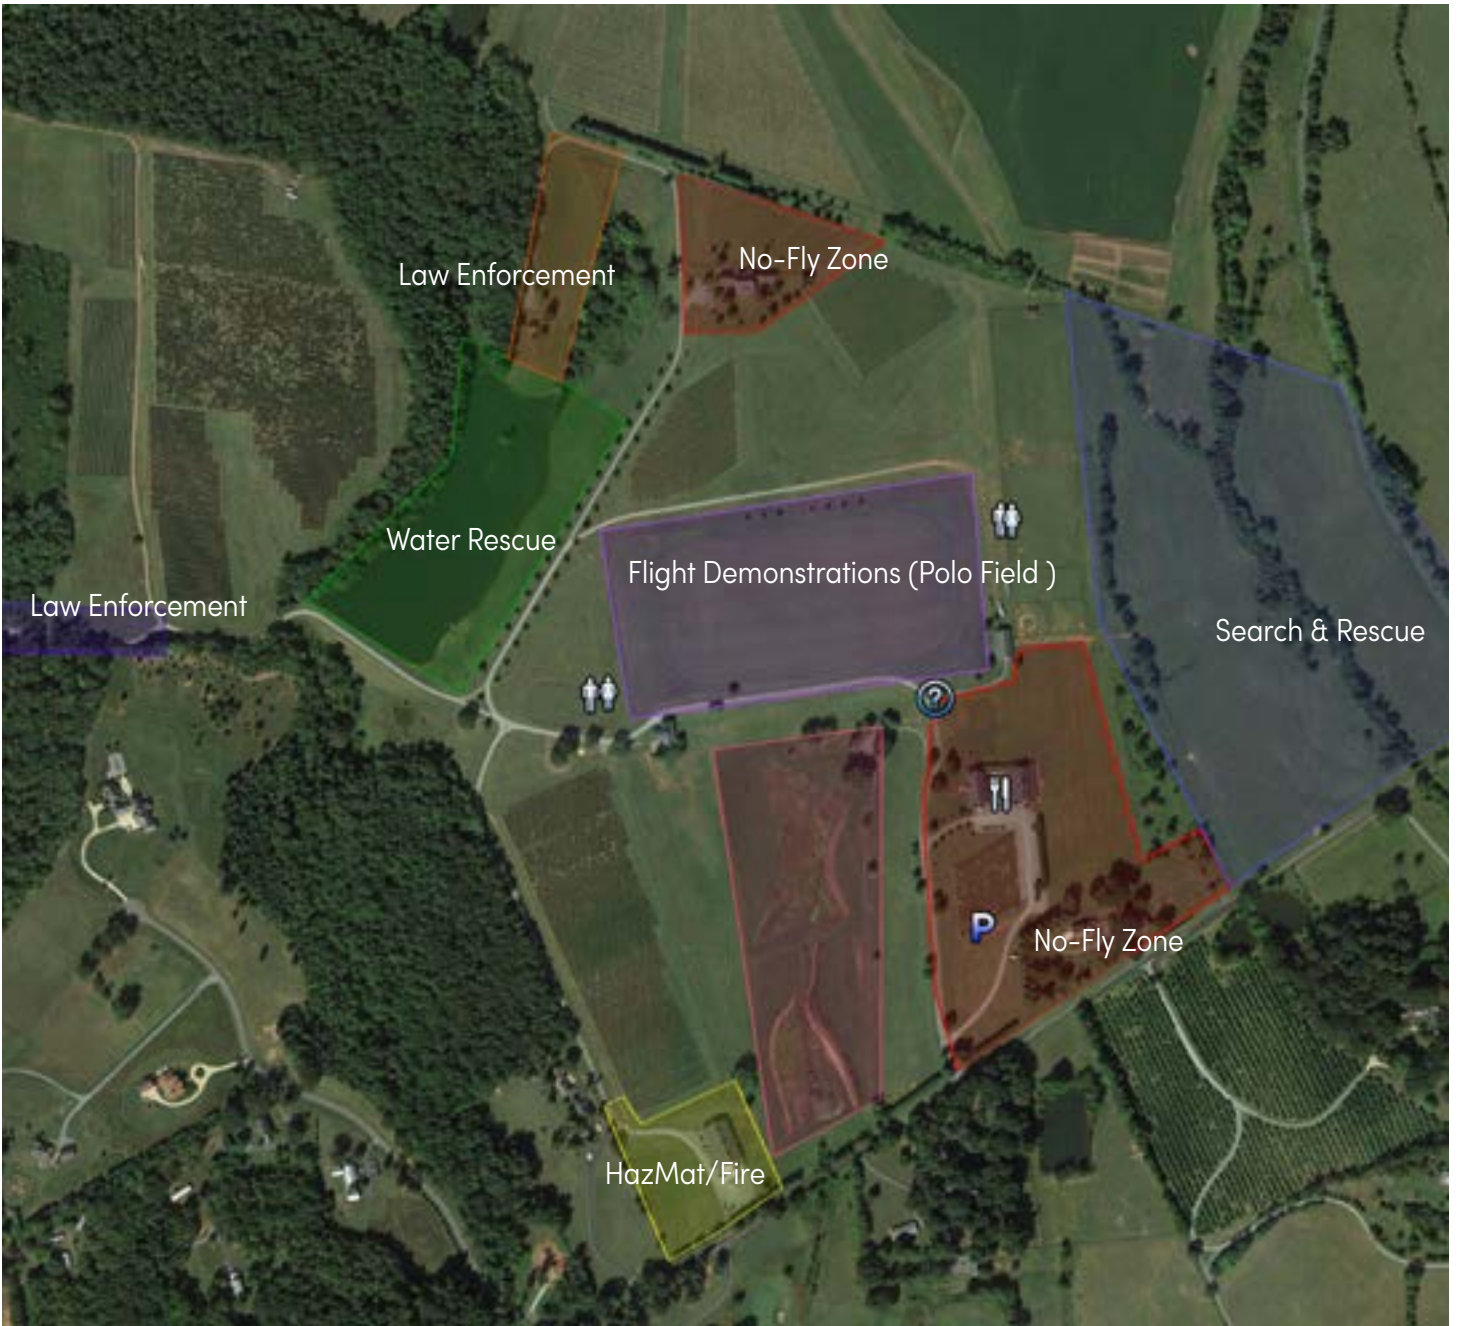 No-Fly Zone
Law Enforcement
Water Rescue
Flight Demonstrations (Polo Field )
Law Enforcement
Search & Rescue
?
P
No-Fly Zone
HazMat/Fire